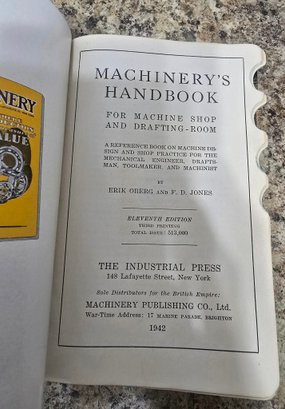 MACHINERY'S
HANDBOOK
FOR MACHINE SHOP
AND DRAFTING-ROOM
A REFERENCE BOOK ON MACHINE DE-
SIGN AND SHOP PRACTICE FOR THE
MECHANICAL ENGINEER, DRAFTS-
MAN, TOOLMAKER, AND MACHINIST
BY
ERIK OBERG AND F. D. JONES
ELEVENTH EDITION
THIRD PRINTING
TOTAL ISSUE: 513,000
THE INDUSTRIAL PRESS
148 Lafayette Street, New York
Sole Distributors for the British Empire:
MACHINERY PUBLISHING CO., Ltd.
War-Time Address: 17 MARINE PARADE, BRIGHTON
1942
INERY